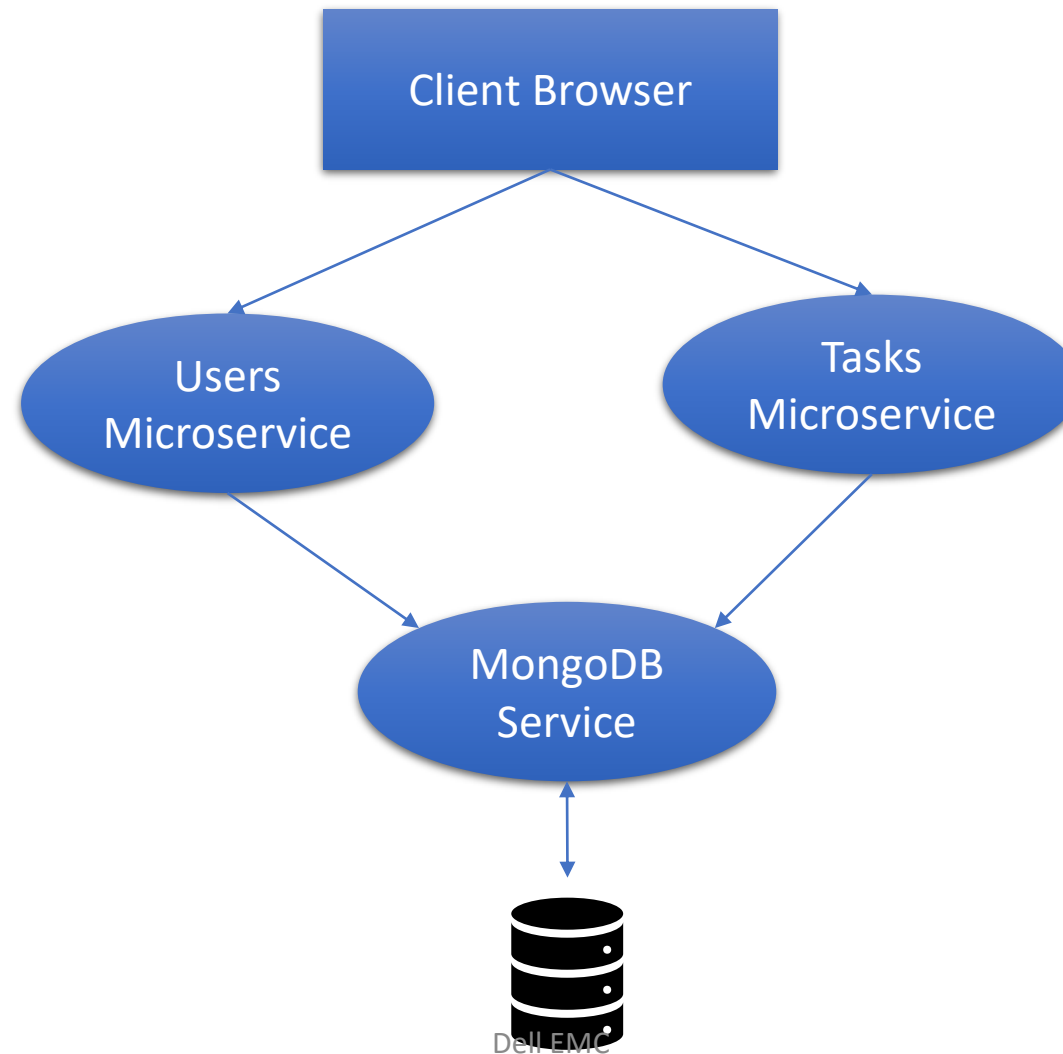 Client Browser
Users
Microservice
Tasks
Microservice
MongoDB
Service
Dell EMC